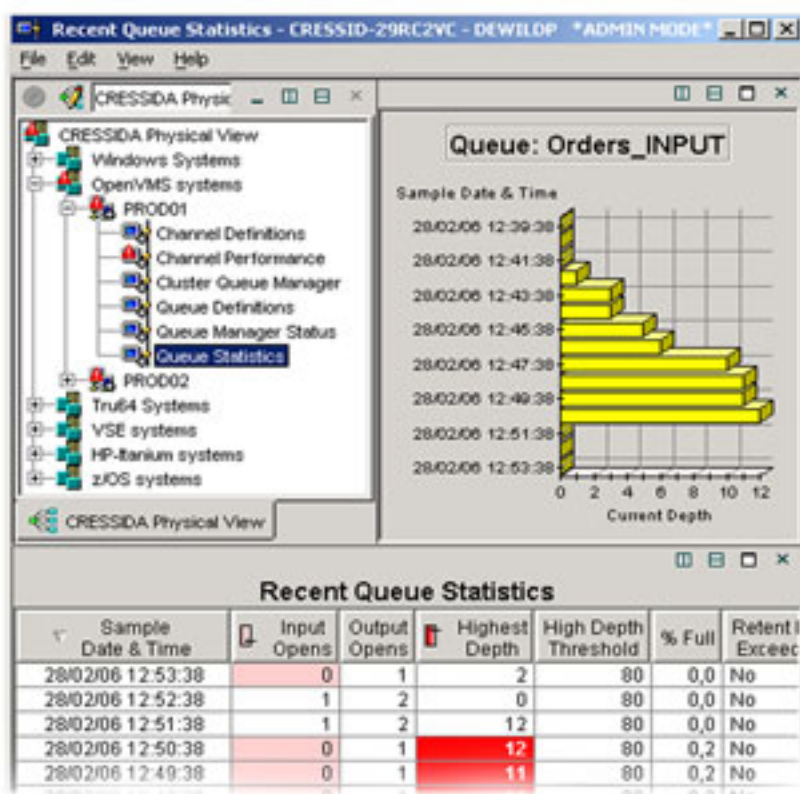 Recent Queue Statistics - CRESSID-29RC2VC - DEWILDP *ADMIN MODE*
File Edit View Help
CRESSIDA Physic
CRESSIDA Physical View
Windows Systems
OpenVMS systems
PROD01
Channel Definitions
Channel Performance
Cluster Queue Manager
Queue Definitions
Queue Manager Status
Queue Statistics
PROD02
Tru64 Systems
VSE systems
HP-Itanium systems
z/OS systems
CRESSIDA Physical View
Queue: Orders_INPUT
Sample Date & Time
28/02/06 12:39:38
28/02/06 12:41:38
28/02/06 12:43:38
28/02/06 12:45:38
28/02/06 12:47:38
28/02/06 12:49:38
28/02/06 12:51:38
28/02/06 12:53:38
0 2 4 6 8 10 12
Current Depth
Recent Queue Statistics
Sample Date & Time Input Opens Output Opens Highest Depth High Depth Threshold % Full Retent I Exceec
28/02/06 12:53:38 0 1 2 80 0,0 No
28/02/06 12:52:38 1 2 0 80 0,0 No
28/02/06 12:51:38 1 2 12 80 0,0 No
28/02/06 12:50:38 0 1 12 80 0,2 No
28/02/06 12:49:38 0 1 11 80 0,2 No